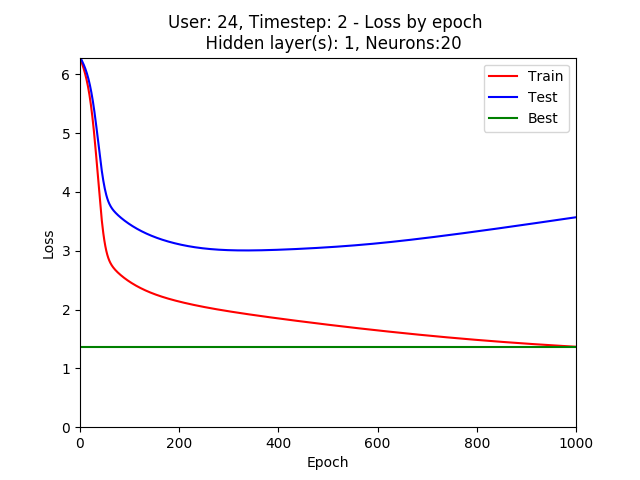 User: 24, Timestep: 2 - Loss by epoch
Hidden layer(s): 1, Neurons:20
Train
Test
Best
6
5
4
3
2
1
0
Loss
0 200 400 600 800 1000
Epoch